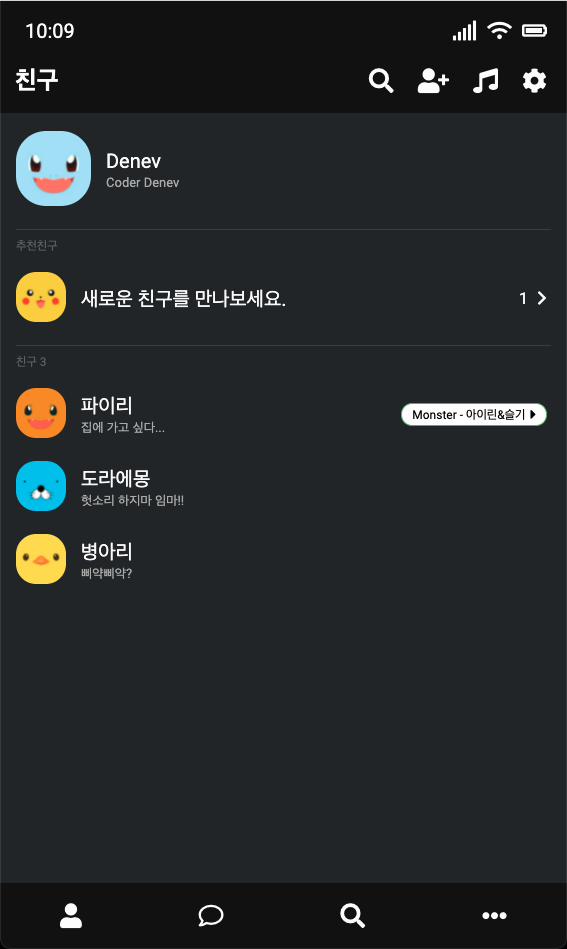 10:09
친구
Denev
Coder Denev
추천친구
새로운 친구를 만나보세요.
1
친구 3
파이리
집에 가고 싶다...
Monster - 아이린&슬기
도라에몽
헛소리 하지마 임마!!
병아리
삐약삐약?